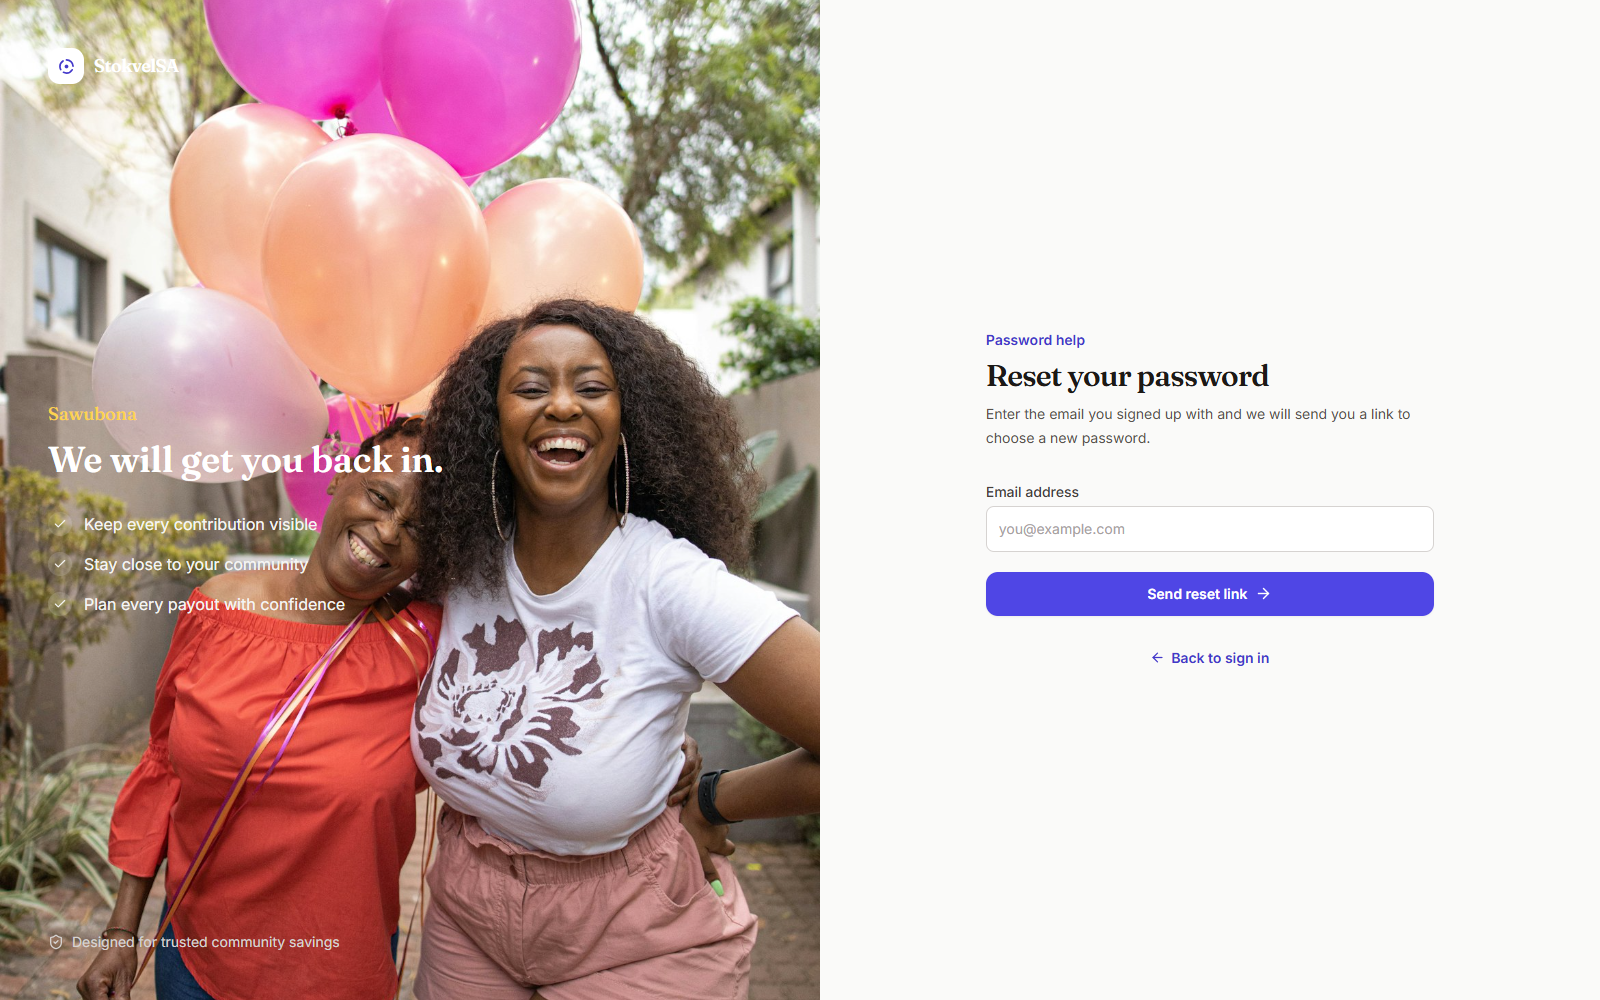 StokvelSA
Sawubona
We will get you back in.
Keep every contribution visible
Stay close to your community
Plan every payout with confidence
Designed for trusted community savings
Password help
Reset your password
Enter the email you signed up with and we will send you a link to
choose a new password.
Email address
you@example.com
Send reset link
Back to sign in